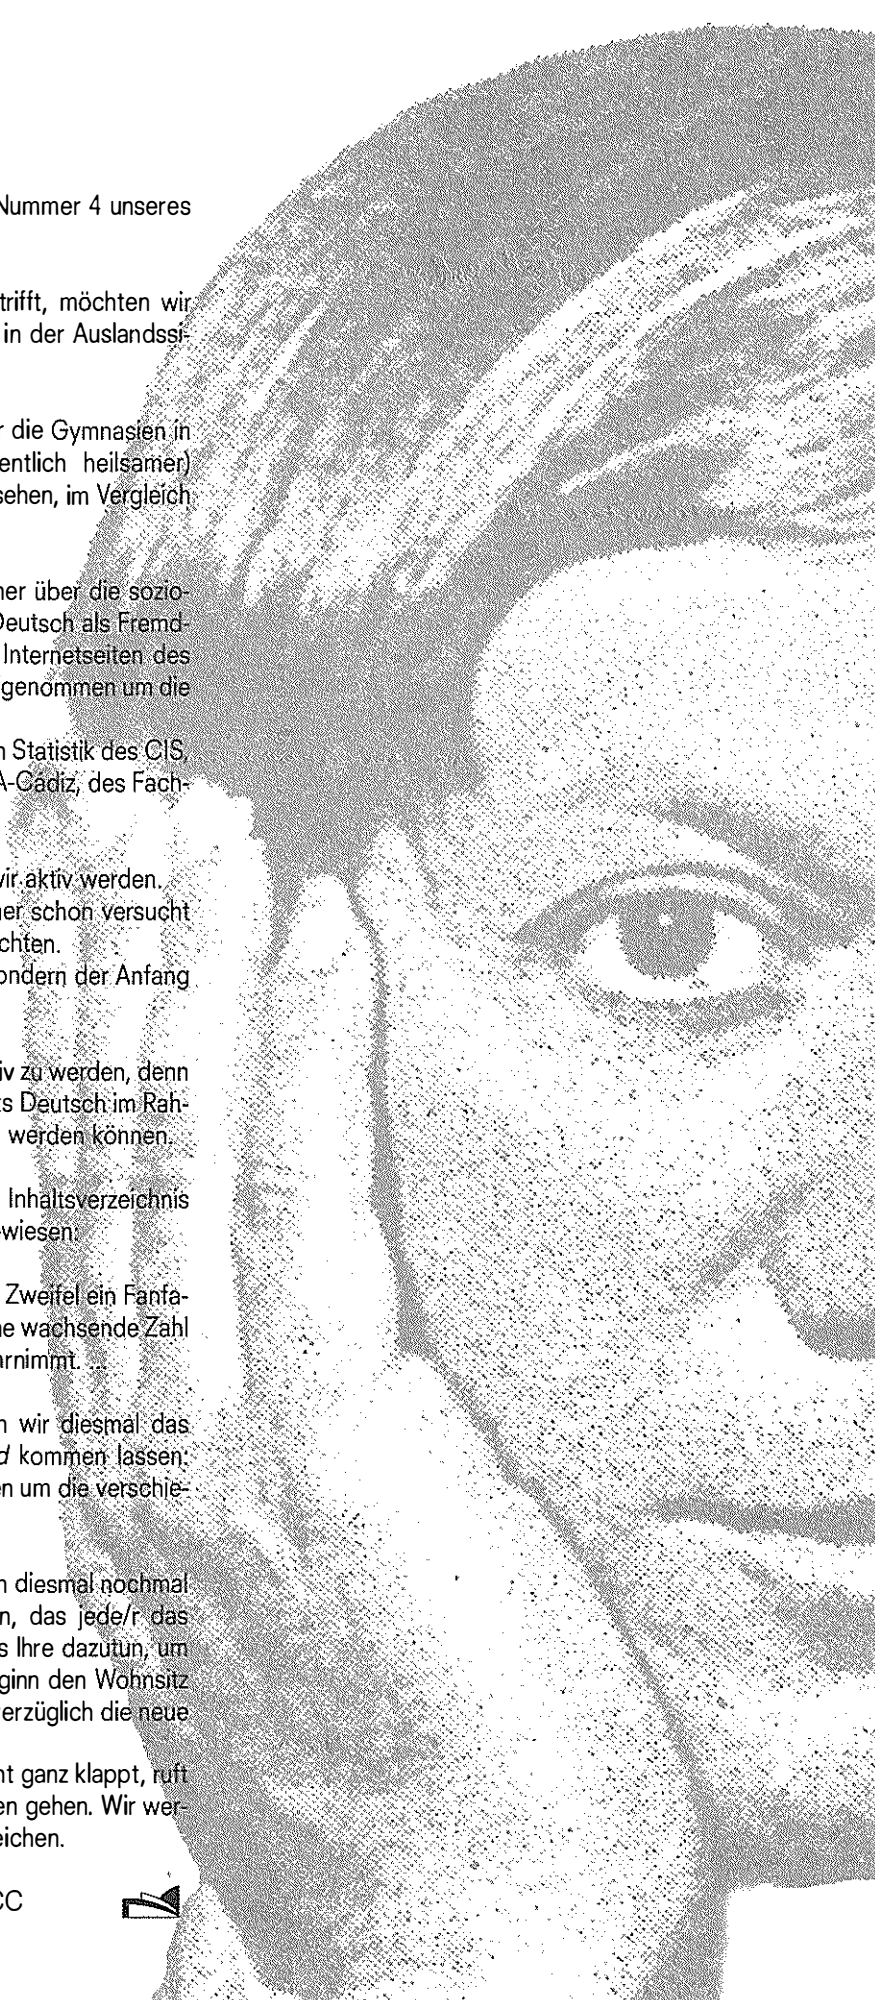 Nummer 4 unseres
trifft, möchten wir
in der Auslandssi-
r die Gymnasien in
entlich heilsamer)
sehen, im Vergleich
ner über die sozio-
Deutsch als Fremd-
Internetseiten des
genommen um die
n Statistik des CIS,
A-Cádiz, des Fach-
wir aktiv werden.
ner schon versucht
chten.
ondern der Anfang
iv zu werden, denn
ts Deutsch im Rah-
werden können.
Inhaltsverzeichnis
-wiesen:
Zweifel ein Fanfa-
ne wachsende Zahl
arnimmt. ...
n wir diesmal das
d kommen lassen:
en um die verschie-
n diesmal nochmal
n, das jede/r das
s Ihre dazutun, um
ginn den Wohnsitz
erzüglich die neue
ht ganz klappt, ruft
en gehen. Wir wer-
eichen.
CC